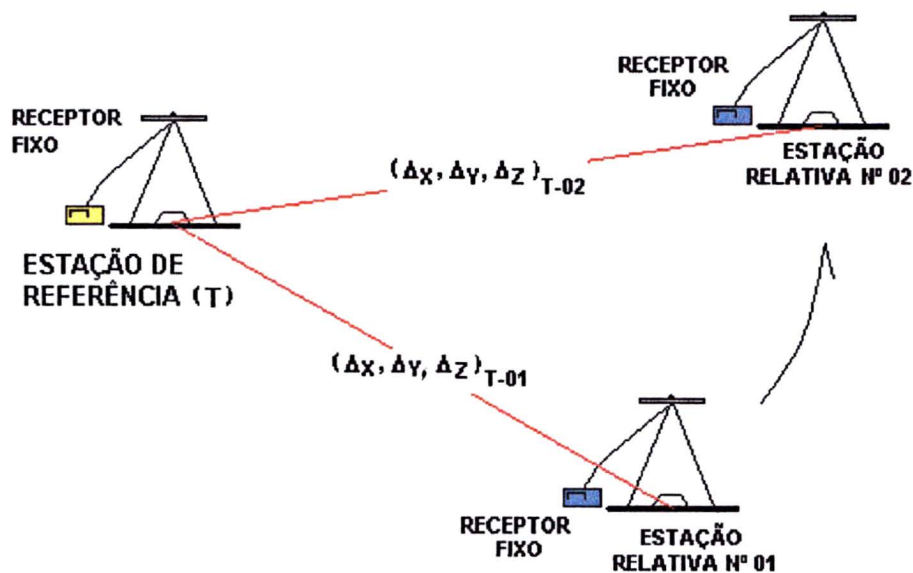 RECEPTOR
FIXO
ESTAÇÃO
RELATIVA Nº 02
RECEPTOR
FIXO
(ΔX, ΔY, ΔZ)T-02
ESTAÇÃO DE
REFERÊNCIA (T)
(ΔX, ΔY, ΔZ)T-01
RECEPTOR
FIXO
ESTAÇÃO
RELATIVA Nº 01